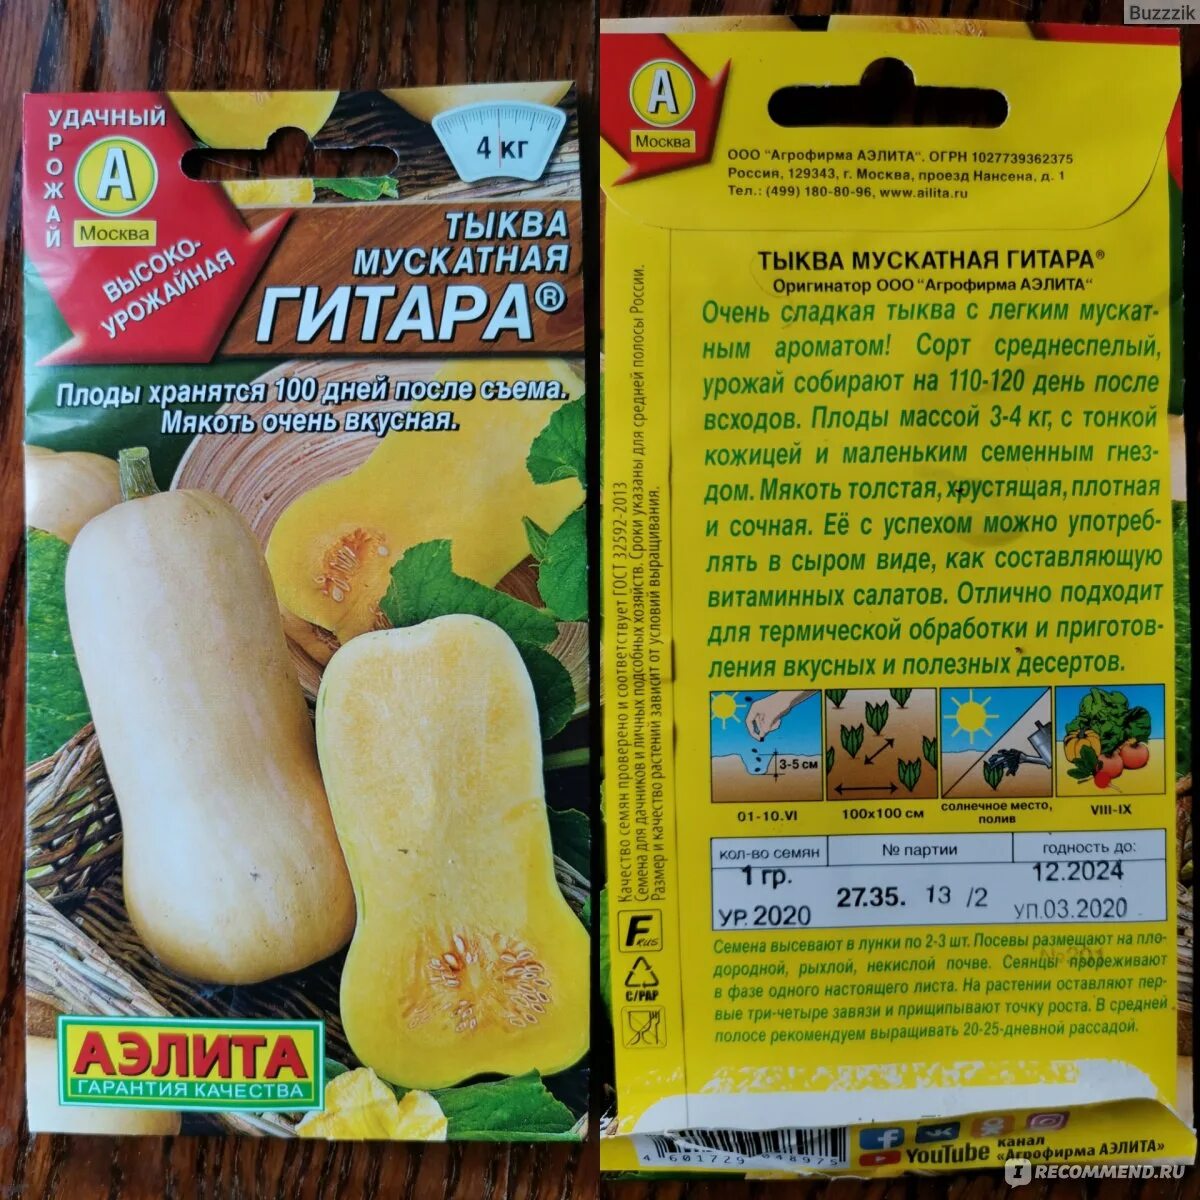 Buzzzik
УДАЧНЫЙ
УРОЖАЙ
А
Москва
ВЫСОКО-
УРОЖАЙНАЯ
4 кг
ТЫКВА
МУСКАТНАЯ
ГИТАРА®
Плоды хранятся 100 дней после съема.
Мякоть очень вкусная.
АЭЛИТА
ГАРАНТИЯ КАЧЕСТВА
А
Москва
ООО "Агрофирма АЭЛИТА". ОГРН 1027739362375
Россия, 129343, г. Москва, проезд Нансена, д. 1
Тел.: (499) 180-80-96, www.ailita.ru
ТЫКВА МУСКАТНАЯ ГИТАРА®
Оригинатор ООО "Агрофирма АЭЛИТА"
Очень сладкая тыква с легким мускат-
ным ароматом! Сорт среднеспелый,
урожай собирают на 110-120 день после
всходов. Плоды массой 3-4 кг, с тонкой
кожицей и маленьким семенным гнез-
дом. Мякоть толстая, хрустящая, плотная
и сочная. Её с успехом можно употреб-
лять в сыром виде, как составляющую
витаминных салатов. Отлично подходит
для термической обработки и приготов-
ления вкусных и полезных десертов.
Качество семян проверено и соответствует ГОСТ 32592-2013
Семена для дачников и личных подсобных хозяйств. Сроки указаны для средней полосы России.
Размер и качество растений зависит от условий выращивания.
3-5 см
01-10.VI
100х100 см
солнечное место,
полив
VIII-IX
кол-во семян
№ партии
годность до:
1 гр.
27.35. 13 /2
12.2024
УР. 2020
УП.03.2020
F RUS
C/PAP
Семена высевают в лунки по 2-3 шт. Посевы размещают на пло-
дородной, рыхлой, некислой почве. Сеянцы прореживают
в фазе одного настоящего листа. На растении оставляют пер-
вые три-четыре завязи и прищипывают точку роста. В средней
полосе рекомендуем выращивать 20-25-дневной рассадой.
4 601729 048975
YouTube канал
«Агрофирма АЭЛИТА»
IRECOMMEND.RU